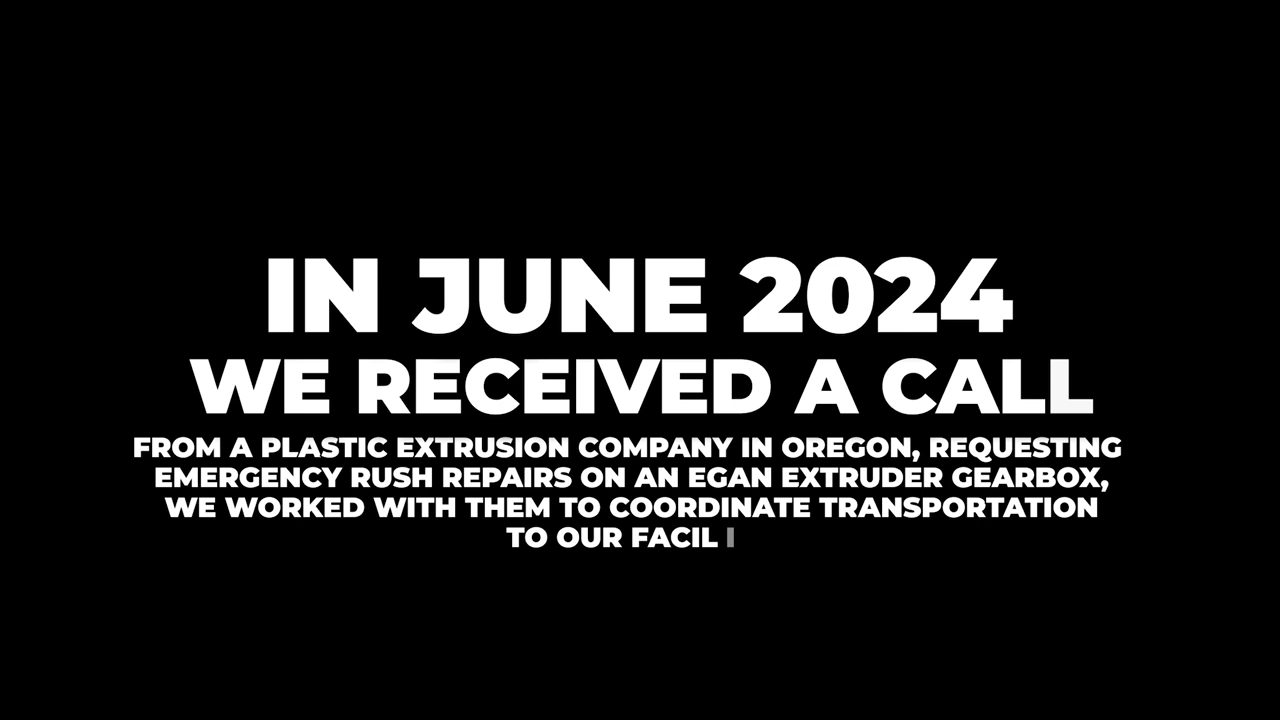 IN JUNE 2024
WE RECEIVED A CALL
FROM A PLASTIC EXTRUSION COMPANY IN OREGON, REQUESTING
EMERGENCY RUSH REPAIRS ON AN EGAN EXTRUDER GEARBOX,
WE WORKED WITH THEM TO COORDINATE TRANSPORTATION
TO OUR FACIL I